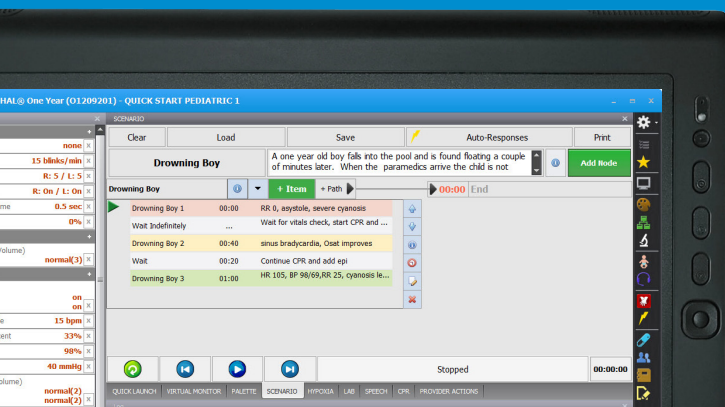 HAL® One Year (O1209201) - QUICK START PEDIATRIC 1
SCENARIO
Clear Load Save Auto-Responses Print
Drowning Boy
A one year old boy falls into the pool and is found floating a couple
of minutes later. When the paramedics arrive the child is not
Add Node
Drowning Boy + Item + Path 00:00 End
Drowning Boy 1 00:00 RR 0, asystole, severe cyanosis
Wait Indefinitely ... Wait for vitals check, start CPR and ...
Drowning Boy 2 00:40 sinus bradycardia, Osat improves
Wait 00:20 Continue CPR and add epi
Drowning Boy 3 01:00 HR 105, BP 98/69,RR 25, cyanosis le...
none
15 blinks/min
R: 5 / L: 5
R: On / L: On
me 0.5 sec
0%
/olume)
normal(3)
on
on
e 15 bpm
cent 33%
98%
40 mmHg
olume)
normal(2)
normal(2)
Stopped 00:00:00
QUICK LAUNCH VIRTUAL MONITOR PALETTE SCENARIO HYPOXIA LAB SPEECH CPR PROVIDER ACTIONS